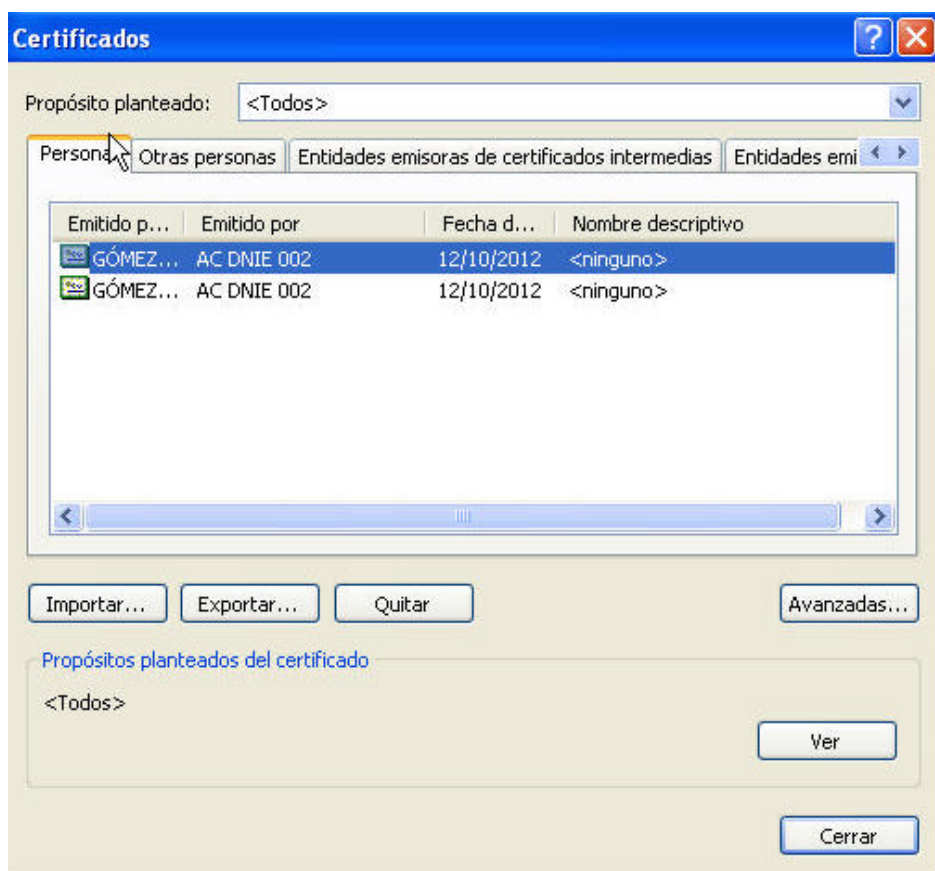 Certificados
Propósito planteado: <Todos>
Personal Otras personas Entidades emisoras de certificados intermedias Entidades emi
Emitido p... Emitido por Fecha d... Nombre descriptivo
GÓMEZ... AC DNIE 002 12/10/2012 <ninguno>
GÓMEZ... AC DNIE 002 12/10/2012 <ninguno>
Importar... Exportar... Quitar Avanzadas...
Propósitos planteados del certificado
<Todos>
Ver
Cerrar